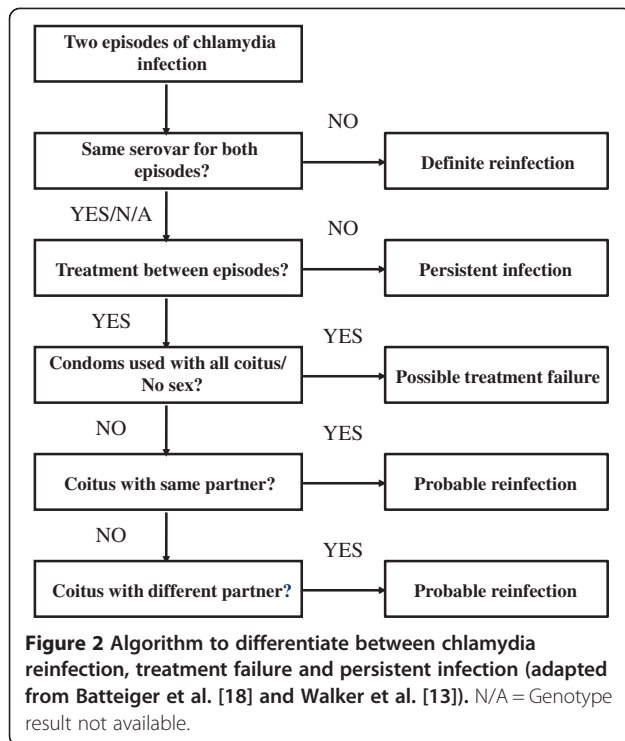 Two episodes of chlamydia
infection
NO
Same serovar for both
episodes?
Definite reinfection
YES/N/A
NO
Treatment between episodes?
Persistent infection
YES
YES
Condoms used with all coitus/
No sex?
Possible treatment failure
NO
YES
Coitus with same partner?
Probable reinfection
NO
YES
Coitus with different partner?
Probable reinfection
Figure 2 Algorithm to differentiate between chlamydia
reinfection, treatment failure and persistent infection (adapted
from Batteiger et al. [18] and Walker et al. [13]). N/A = Genotype
result not available.